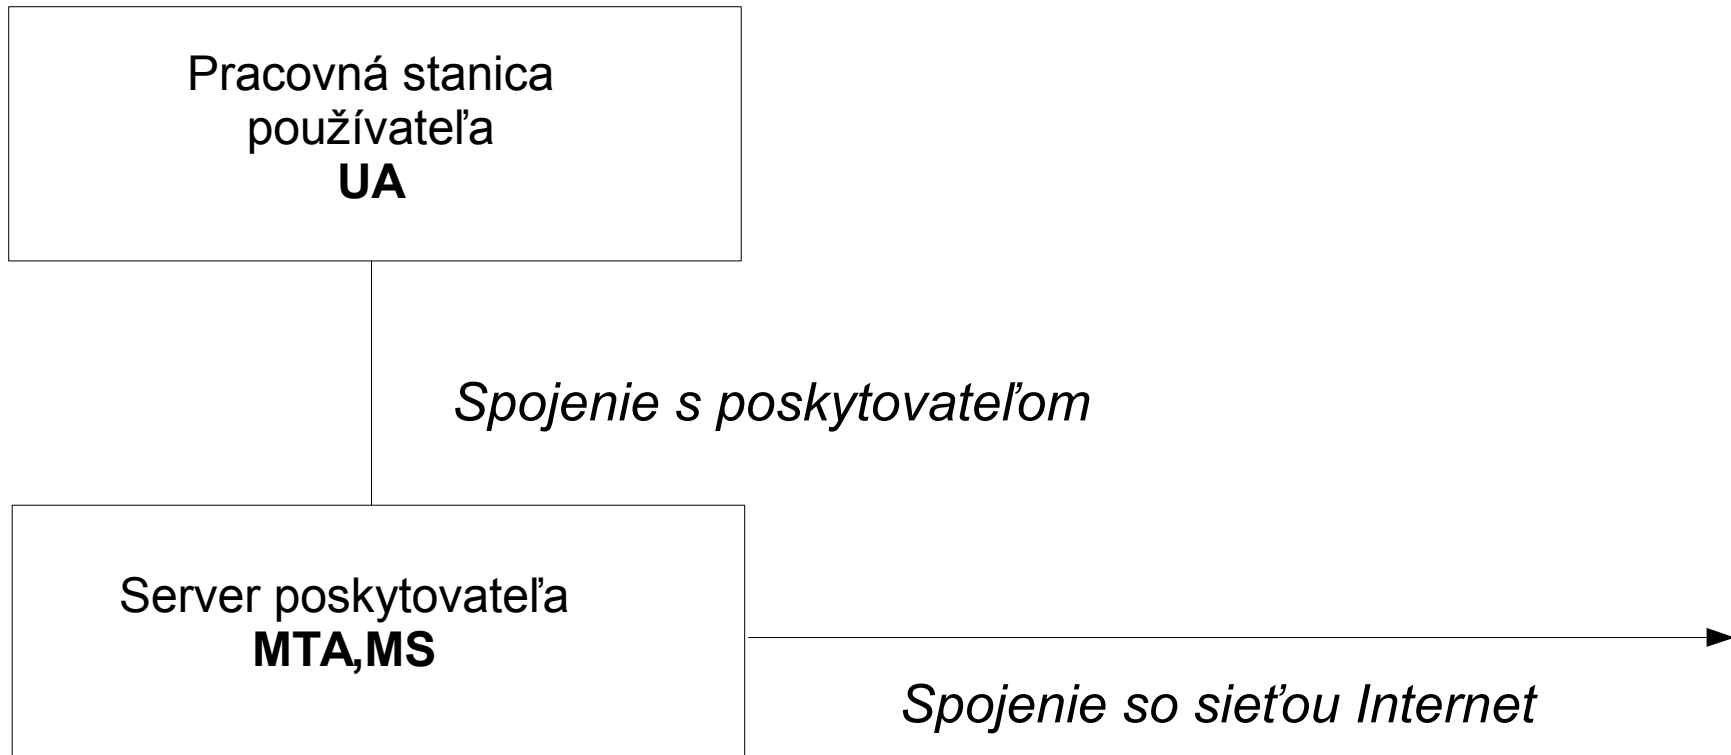 Pracovná stanica
používateľa
UA
Spojenie s poskytovateľom
Server poskytovateľa
MTA,MS
Spojenie so sieťou Internet